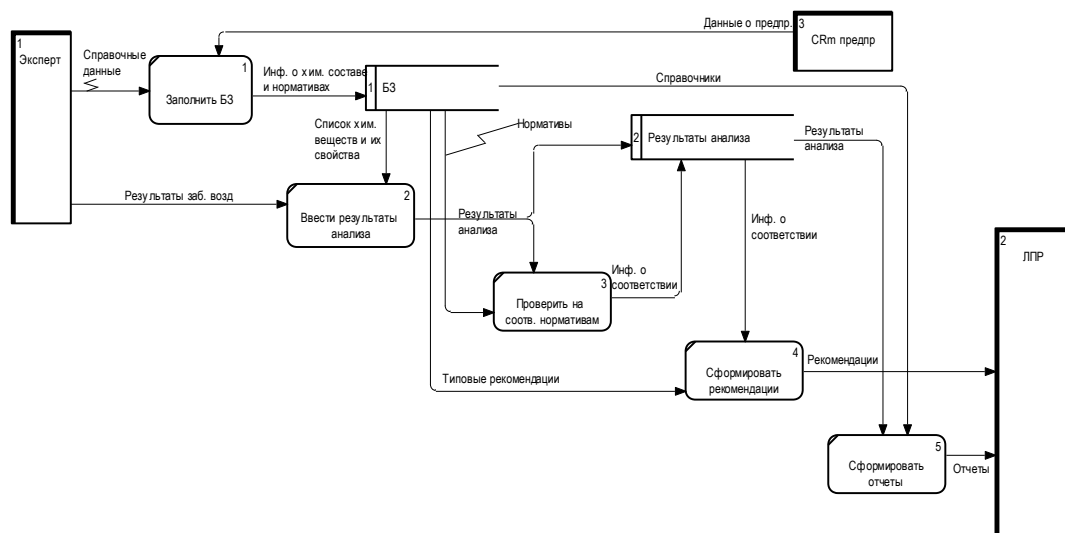 1
Эксперт
Справочные
данные
1
Заполнить БЗ
Данные о предпр.
3
CRm предпр
Инф. о хим. составе
и нормативах
1
БЗ
Справочники
Список хим.
веществ и их
свойства
Нормативы
2
Результаты анализа
Результаты
анализа
Результаты заб. возд
2
Ввести результаты
анализа
Результаты
анализа
Инф. о
соответствии
Инф. о
соответствии
3
Проверить на
соотв. нормативам
2
ЛПР
4
Сформировать
рекомендации
Рекомендации
Типовые рекомендации
5
Сформировать
отчеты
Отчеты